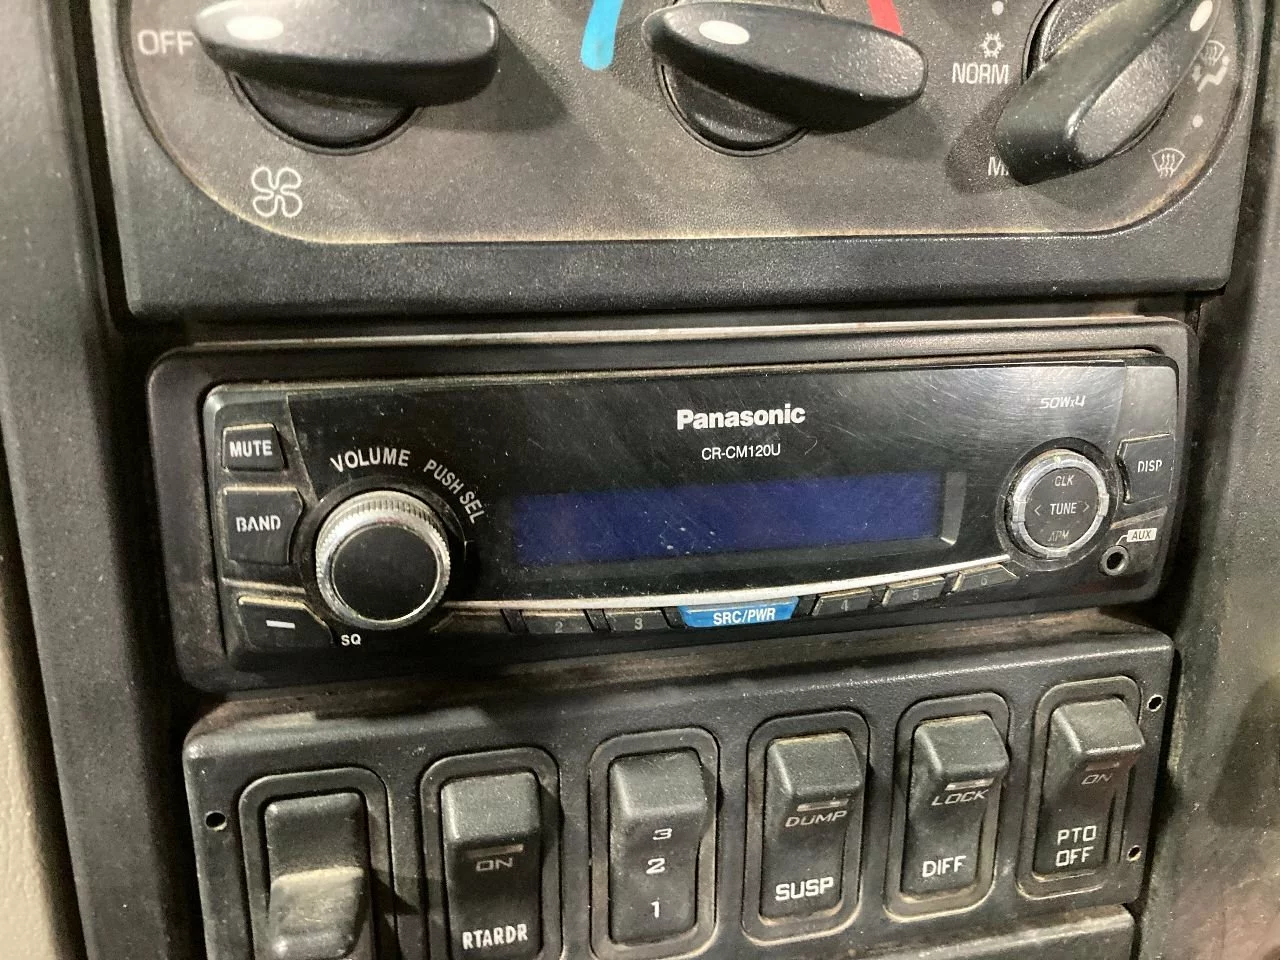 OFF
NORM
Panasonic
50Wx4
CR-CM120U
MUTE
VOLUME PUSH SEL
BAND
CLK
< TUNE >
APM
DISP
AUX
SQ
2
3
SRC/PWR
4
5
6
ON
RTARDR
3
2
1
DUMP
SUSP
LOCK
DIFF
ON
PTO
OFF